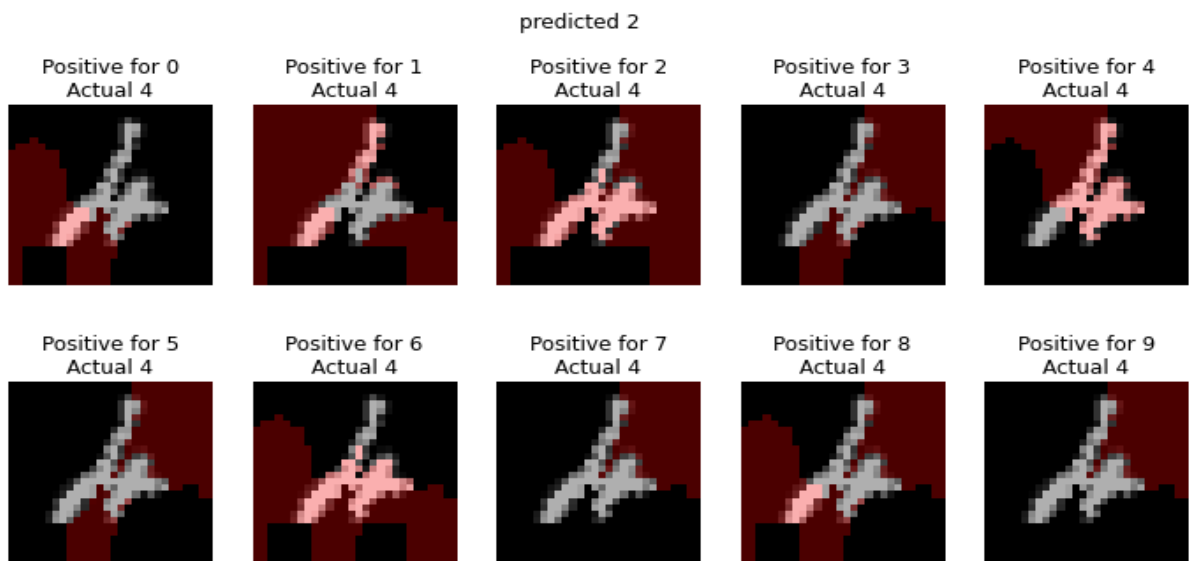 predicted 2
Positive for 0
Actual 4
Positive for 1
Actual 4
Positive for 2
Actual 4
Positive for 3
Actual 4
Positive for 4
Actual 4
Positive for 5
Actual 4
Positive for 6
Actual 4
Positive for 7
Actual 4
Positive for 8
Actual 4
Positive for 9
Actual 4